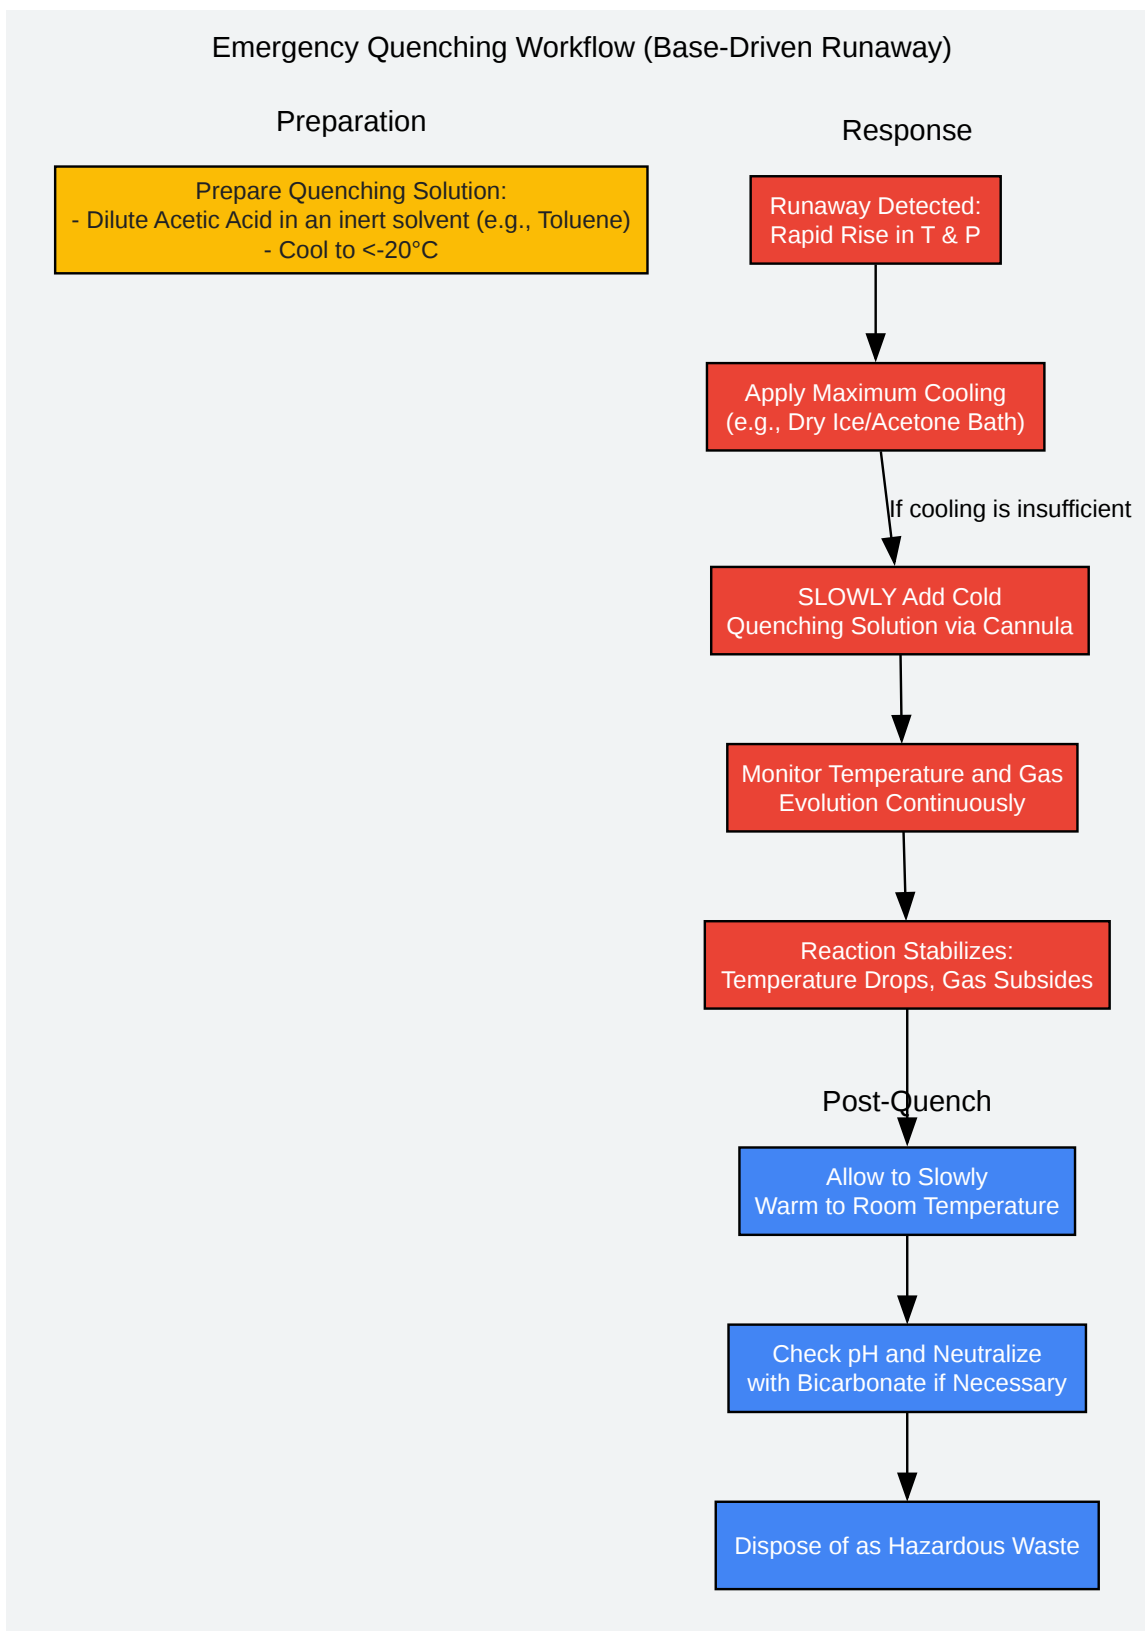 Emergency Quenching Workflow (Base-Driven Runaway)
Preparation
Prepare Quenching Solution:
- Dilute Acetic Acid in an inert solvent (e.g., Toluene)
- Cool to <-20°C
Response
Runaway Detected:
Rapid Rise in T & P
Apply Maximum Cooling
(e.g., Dry Ice/Acetone Bath)
If cooling is insufficient
SLOWLY Add Cold
Quenching Solution via Cannula
Monitor Temperature and Gas
Evolution Continuously
Reaction Stabilizes:
Temperature Drops, Gas Subsides
Post-Quench
Allow to Slowly
Warm to Room Temperature
Check pH and Neutralize
with Bicarbonate if Necessary
Dispose of as Hazardous Waste